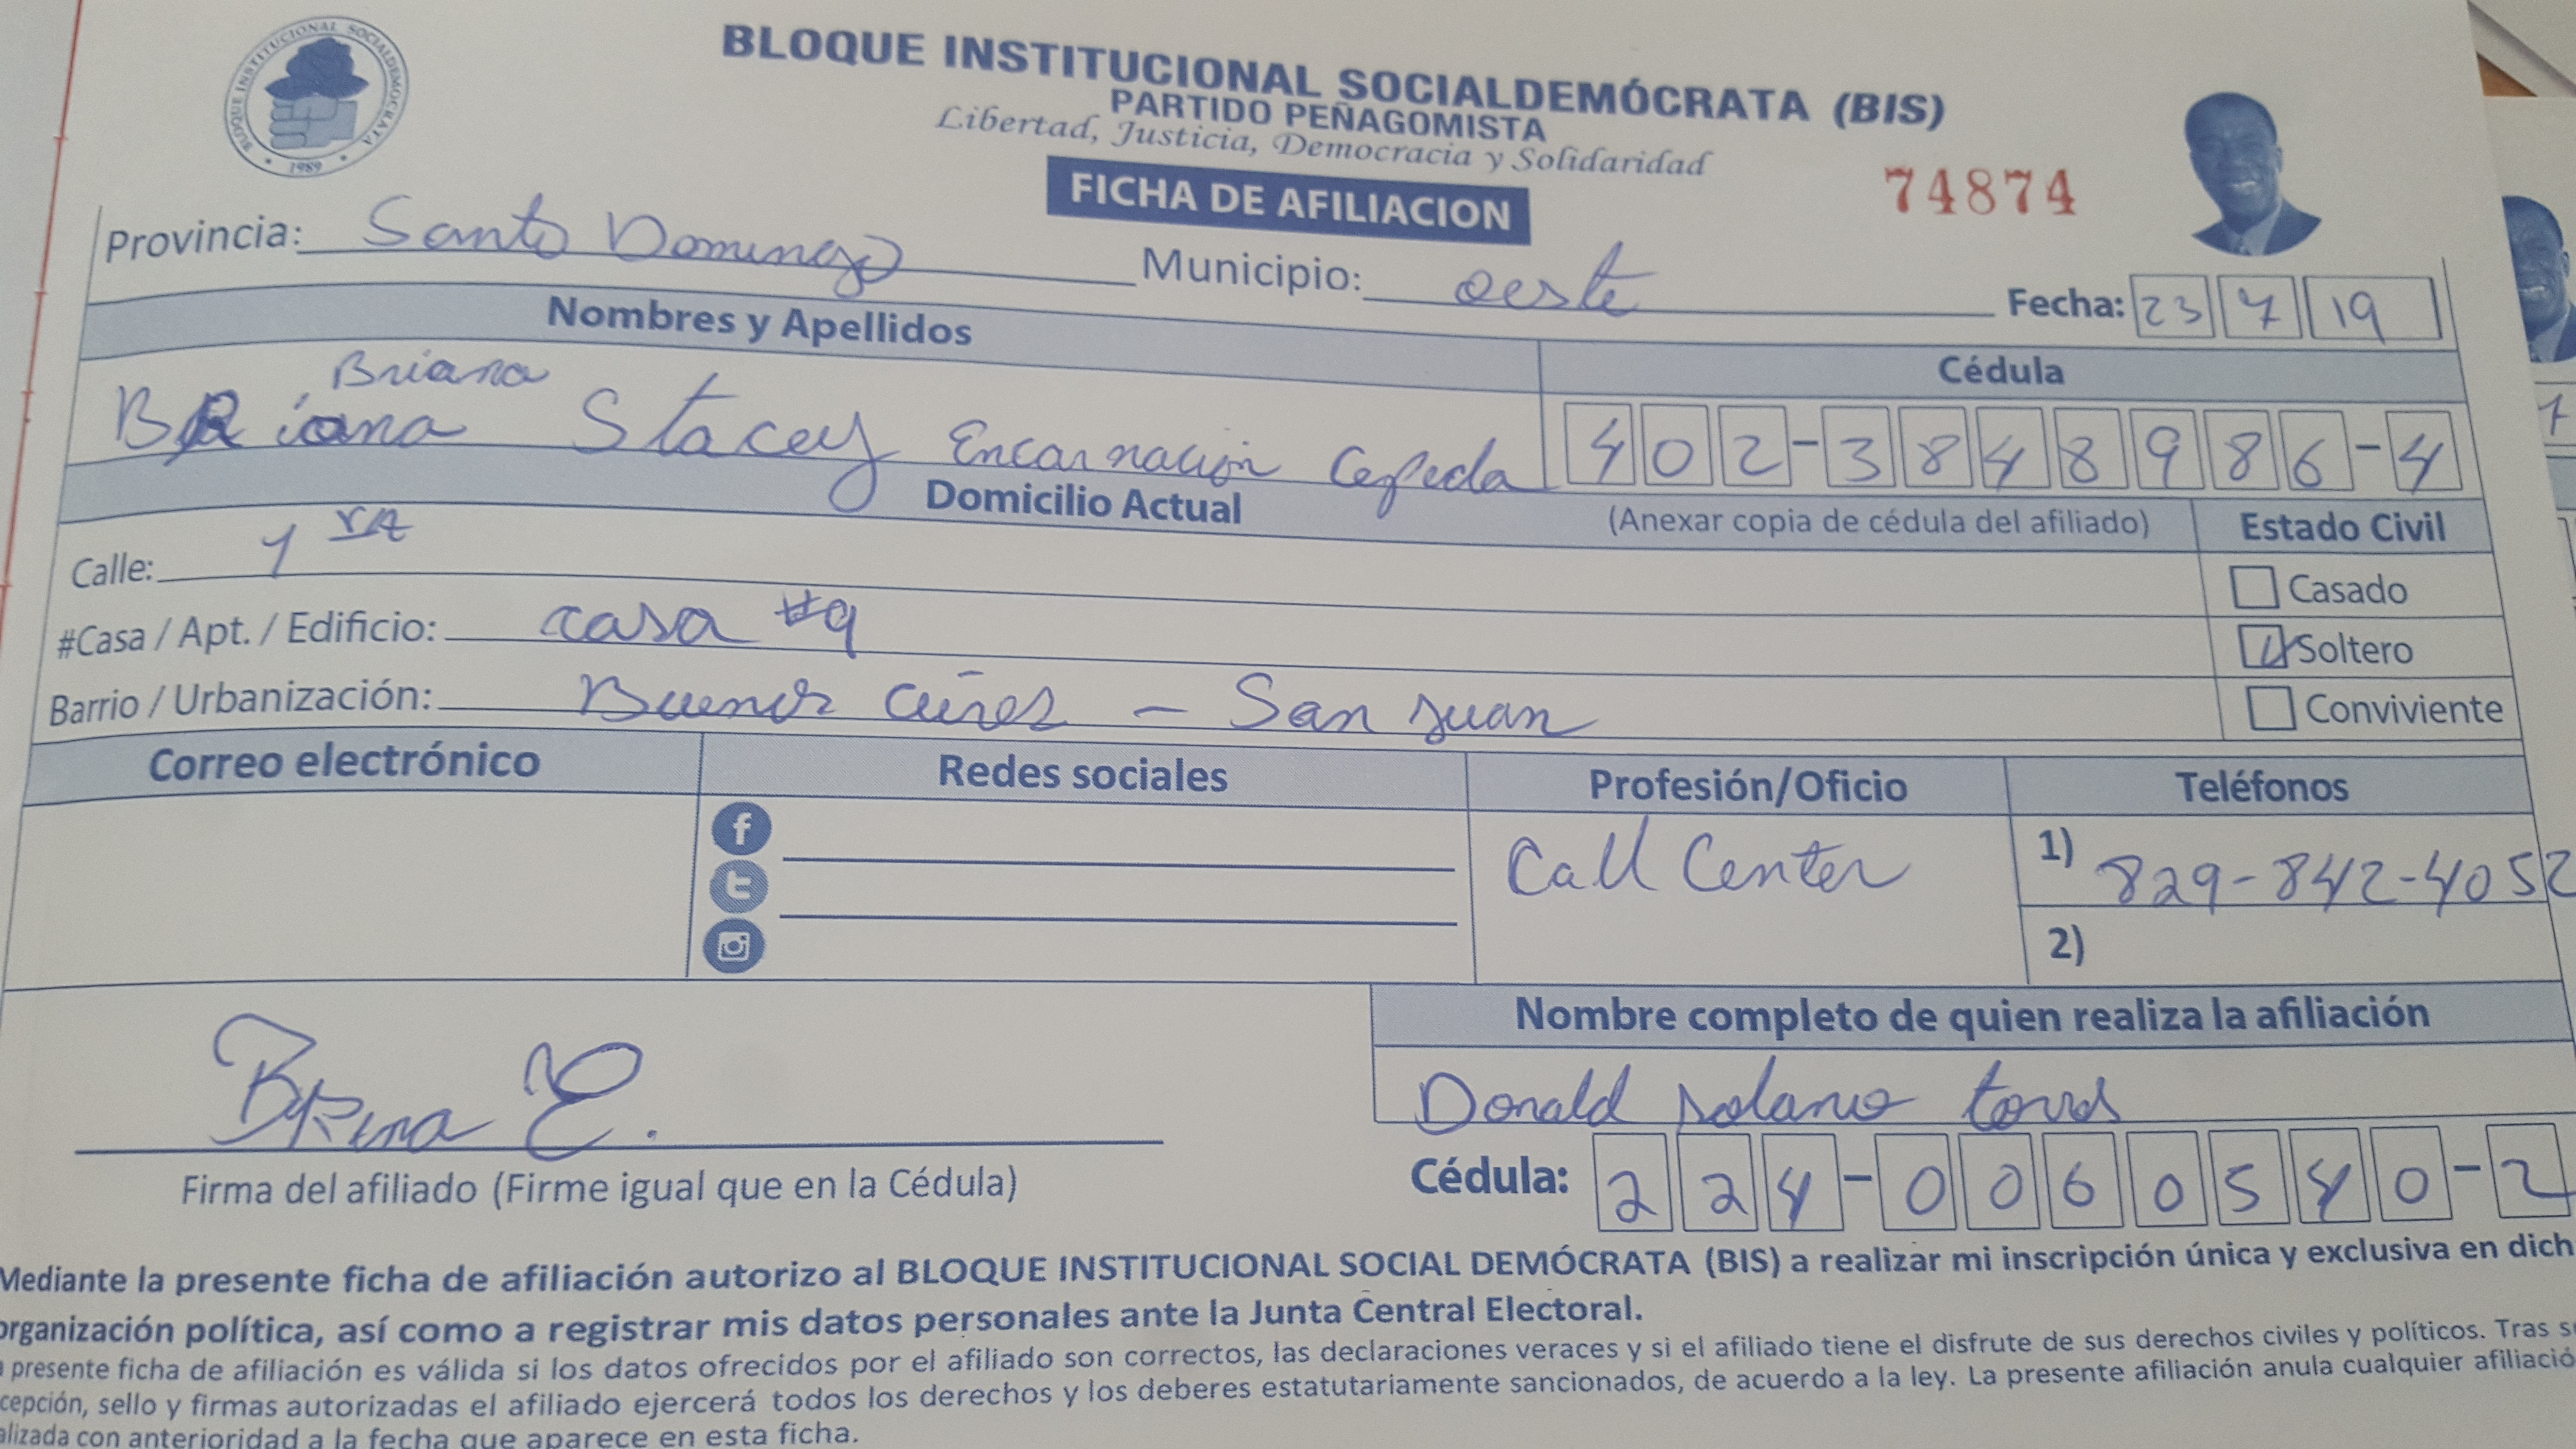 BLOQUE INSTITUCIONAL SOCIALDEMÓCRATA
1989
BLOQUE INSTITUCIONAL SOCIALDEMÓCRATA (BIS)
PARTIDO PEÑAGOMISTA
Libertad, Justicia, Democracia y Solidaridad
FICHA DE AFILIACION
74874
Provincia: Santo Domingo Municipio: oeste Fecha: 23 7 19
Nombres y Apellidos
Cédula
Briana
BRiana Stacey Encarnación Cepeda 402-3848986-4
Domicilio Actual (Anexar copia de cédula del afiliado) Estado Civil
Calle: 1 ra
Casado
#Casa / Apt. / Edificio: casa #9
Soltero
Barrio / Urbanización: Buenos aires - San Juan
Conviviente
Correo electrónico Redes sociales Profesión/Oficio Teléfonos
Call Center
1) 829-842-4052
2)
Nombre completo de quien realiza la afiliación
Donald solano torres
Firma del afiliado (Firme igual que en la Cédula)
Cédula: 224-0060540-2
Mediante la presente ficha de afiliación autorizo al BLOQUE INSTITUCIONAL SOCIAL DEMÓCRATA (BIS) a realizar mi inscripción única y exclusiva en dich
organización política, así como a registrar mis datos personales ante la Junta Central Electoral.
presente ficha de afiliación es válida si los datos ofrecidos por el afiliado son correctos, las declaraciones veraces y si el afiliado tiene el disfrute de sus derechos civiles y políticos. Tras s
cepción, sello y firmas autorizadas el afiliado ejercerá todos los derechos y los deberes estatutariamente sancionados, de acuerdo a la ley. La presente afiliación anula cualquier afiliació
alizada con anterioridad a la fecha que aparece en esta ficha.